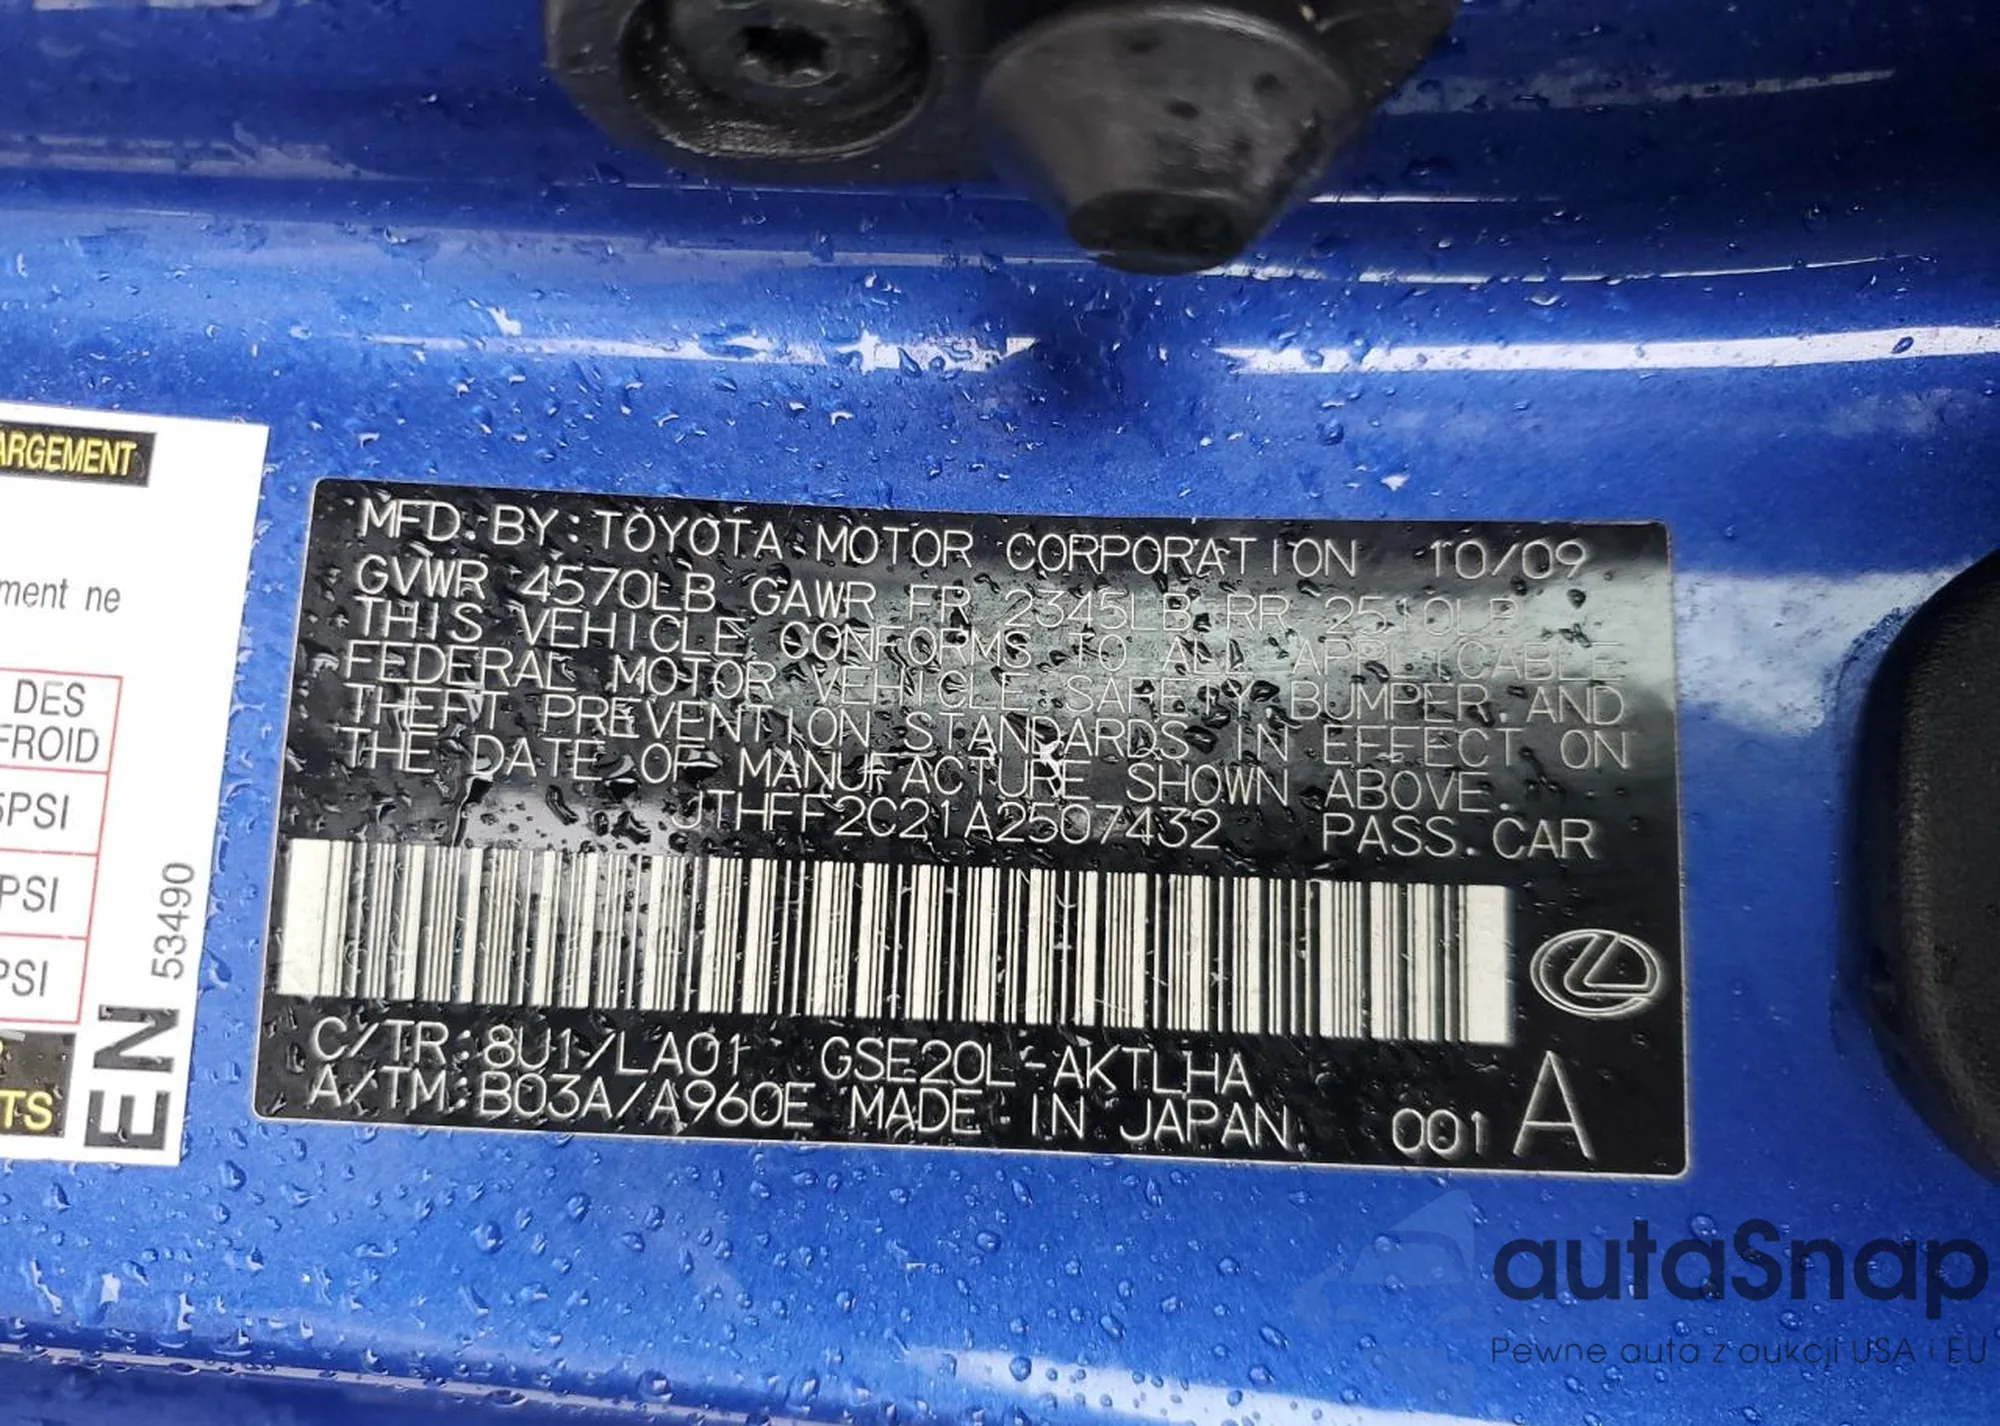 ARGEMENT
ment ne
DES
FROID
5PSI
PSI
PSI
TS
EN 53490
MFD. BY: TOYOTA MOTOR CORPORATION 10/09
GVWR 4570LB GAWR FR 2345LB RR 2510LB
THIS VEHICLE CONFORMS TO ALL APPLICABLE
FEDERAL MOTOR VEHICLE SAFETY, BUMPER, AND
THEFT PREVENTION STANDARDS IN EFFECT ON
THE DATE OF MANUFACTURE SHOWN ABOVE.
JTHFF2C21A2507432 PASS. CAR
C/TR: 8U1/LA01 GSE20L-AKTLHA
A/TM: B03A/A960E MADE IN JAPAN 001 A
autaSnap
Pewne auta z aukcji USA i EU